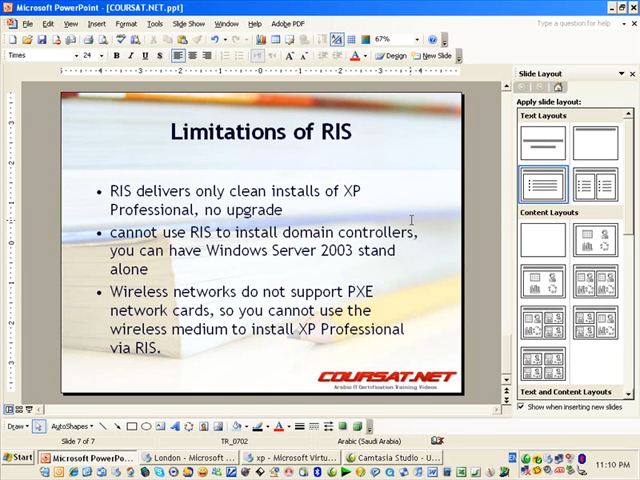 Microsoft PowerPoint - [COURSAT.NET.ppt]
File Edit View Insert Format Tools Slide Show Window Help Adobe PDF
Type a question for help
67%
Times 24 Design New Slide
Slide Layout
Apply slide layout:
Text Layouts
Content Layouts
Text and Content Layouts
Show when inserting new slides
Limitations of RIS
• RIS delivers only clean installs of XP
Professional, no upgrade
• cannot use RIS to install domain controllers,
you can have Windows Server 2003 stand
alone
• Wireless networks do not support PXE
network cards, so you cannot use the
wireless medium to install XP Professional
via RIS.
COURSAT.NET
Arabic IT Certification Training Videos.
Draw AutoShapes
Slide 7 of 7 TR_0702 Arabic (Saudi Arabia)
Start Microsoft PowerPoi... London - Microsoft ... xp - Microsoft Virtu... Camtasia Studio - U... EN
11:10 PM